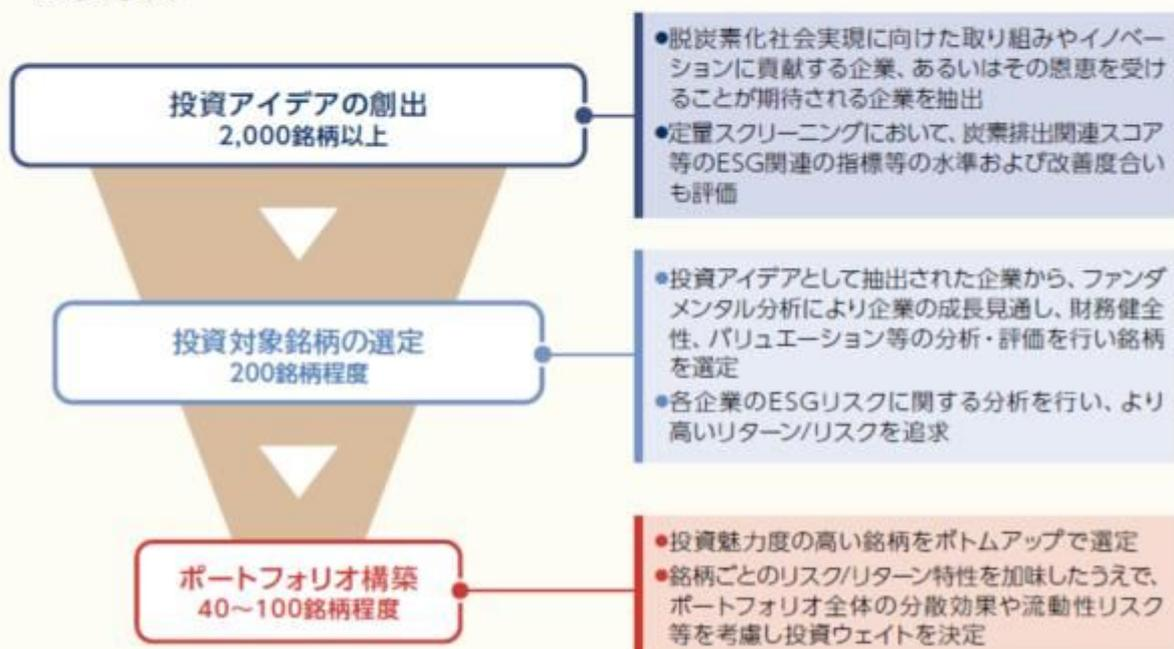 投資アイデアの創出
2,000銘柄以上
●脱炭素化社会実現に向けた取り組みやイノベー
ションに貢献する企業、あるいはその恩恵を受け
ることが期待される企業を抽出
●定量スクリーニングにおいて、炭素排出関連スコア
等のESG関連の指標等の水準および改善度合い
も評価
投資対象銘柄の選定
200銘柄程度
●投資アイデアとして抽出された企業から、ファンダ
メンタル分析により企業の成長見通し、財務健全
性、バリュエーション等の分析・評価を行い銘柄
を選定
●各企業のESGリスクに関する分析を行い、より
高いリターン/リスクを追求
ポートフォリオ構築
40～100銘柄程度
●投資魅力度の高い銘柄をボトムアップで選定
●銘柄ごとのリスク/リターン特性を加味したうえで、
ポートフォリオ全体の分散効果や流動性リスク
等を考慮し投資ウェイトを決定